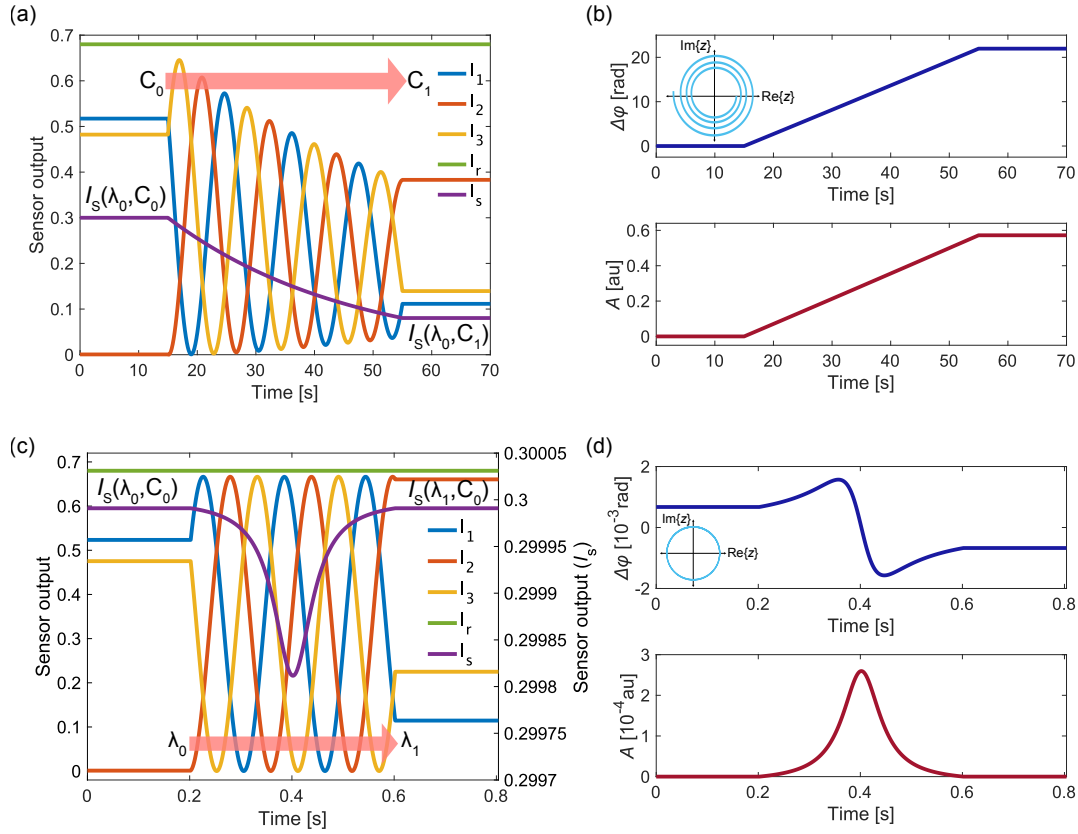 (a)
0.7
0.6
0.5
0.4
0.3
0.2
0.1
0
Sensor output
C0
C1
I1
I2
I3
Ir
Is
IS(λ0,C0)
IS(λ0,C1)
0 10 20 30 40 50 60 70
Time [s]
(b)
20
10
0
Δφ [rad]
Im{z}
Re{z}
0 10 20 30 40 50 60 70
Time [s]
0.6
0.4
0.2
0
A [au]
0 10 20 30 40 50 60 70
Time [s]
(c)
0.7
0.6
0.5
0.4
0.3
0.2
0.1
0
Sensor output
IS(λ0,C0)
IS(λ1,C0)
I1
I2
I3
Ir
Is
λ0
λ1
0.30005
0.3
0.29995
0.2999
0.29985
0.2998
0.29975
0.2997
Sensor output (Is)
0 0.2 0.4 0.6 0.8
Time [s]
(d)
2
0
-2
Δφ [10-3rad]
Im{z}
Re{z}
0 0.2 0.4 0.6 0.8
Time [s]
3
2
1
0
A [10-4au]
0 0.2 0.4 0.6 0.8
Time [s]